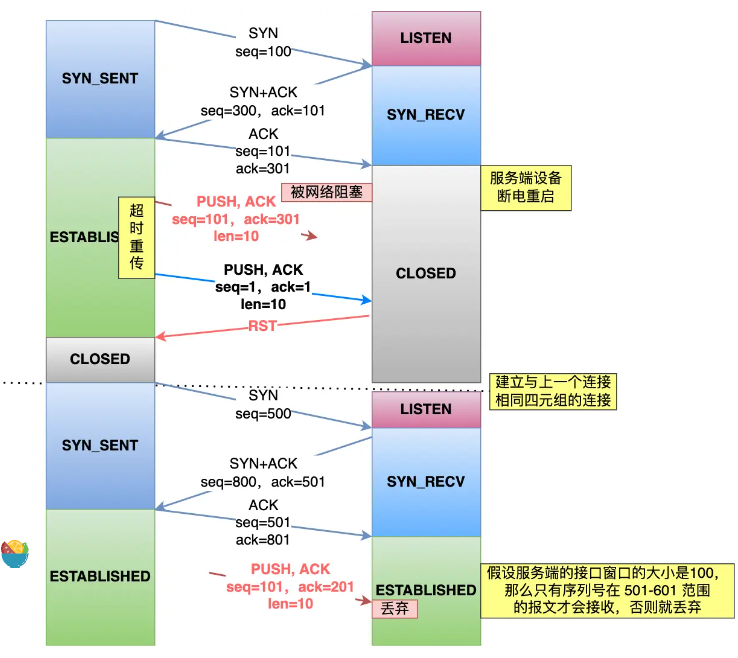 SYN
seq=100
LISTEN
SYN_SENT
SYN+ACK
seq=300，ack=101
SYN_RECV
ACK
seq=101
ack=301
服务端设备
断电重启
被网络阻塞
超
时
重
传
PUSH, ACK
seq=101，ack=301
len=10
ESTABLIS
PUSH, ACK
seq=1，ack=1
len=10
CLOSED
RST
CLOSED
建立与上一个连接
相同四元组的连接
SYN
seq=500
LISTEN
SYN_SENT
SYN+ACK
seq=800，ack=501
SYN_RECV
ACK
seq=501
ack=801
ESTABLISHED
PUSH, ACK
seq=101，ack=201
len=10
ESTABLISHED
丢弃
假设服务端的接口窗口的大小是100，
那么只有序列号在 501-601 范围
的报文才会接收，否则就丢弃